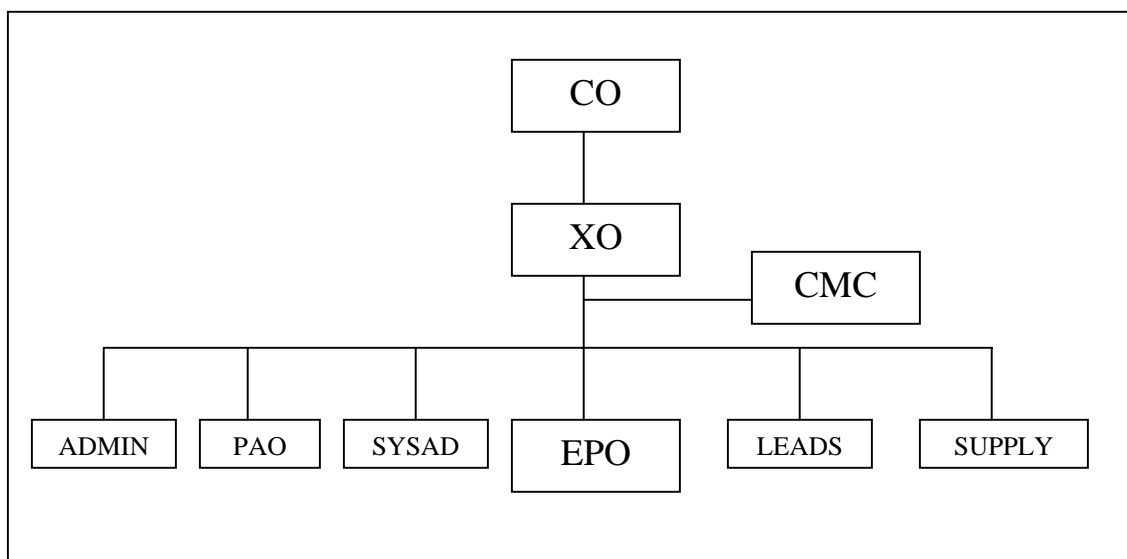 CO
XO
CMC
ADMIN
PAO
SYSAD
EPO
LEADS
SUPPLY